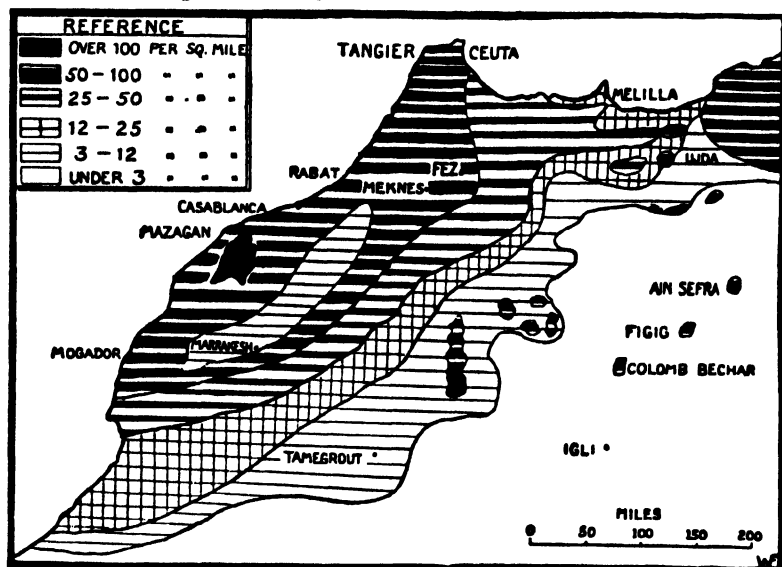 REFERENCE
OVER 100 PER SQ. MILE
50-100 " " "
25-50 " " "
12-25 " " "
3-12 " " "
UNDER 3 " " "
TANGIER CEUTA
MELILLA
UJDA
RABAT
FEZ
MEKNES
CASABLANCA
MAZAGAN
AIN SEFRA
MOGADOR
MARRAKESH
FIGIG
COLOMB BECHAR
TAMEGROUT
IGLI
MILES
0 50 100 150 200